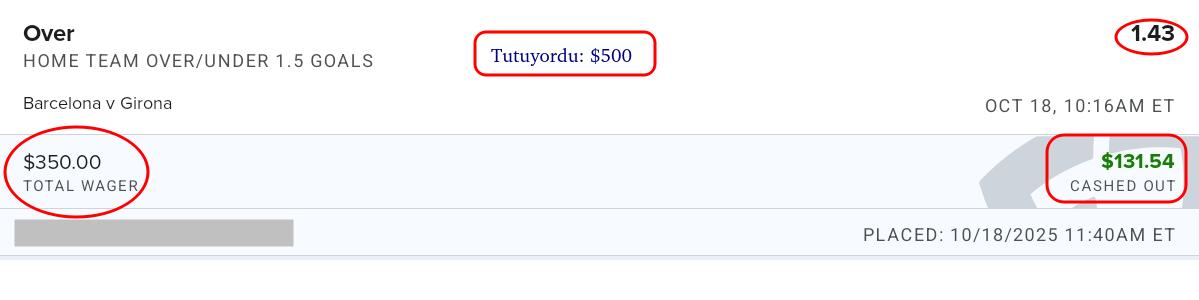 Over
1.43
HOME TEAM OVER/UNDER 1.5 GOALS
Tutuyordu: $500
Barcelona v Girona
OCT 18, 10:16AM ET
$350.00
$131.54
TOTAL WAGER
CASHED OUT
PLACED: 10/18/2025 11:40AM ET